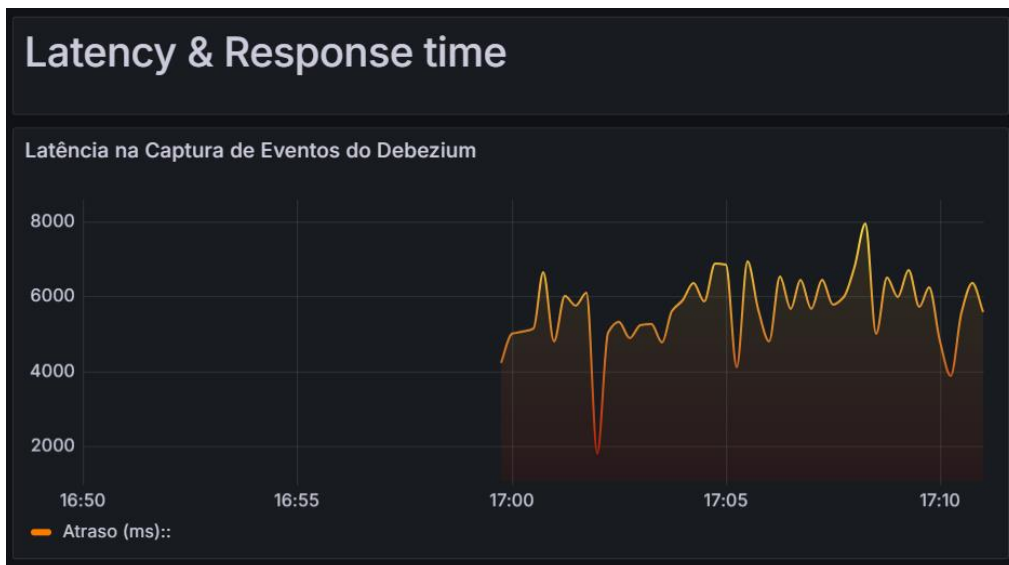 Latency & Response time
Latência na Captura de Eventos do Debezium
8000
6000
4000
2000
16:50 16:55 17:00 17:05 17:10
Atraso (ms)::